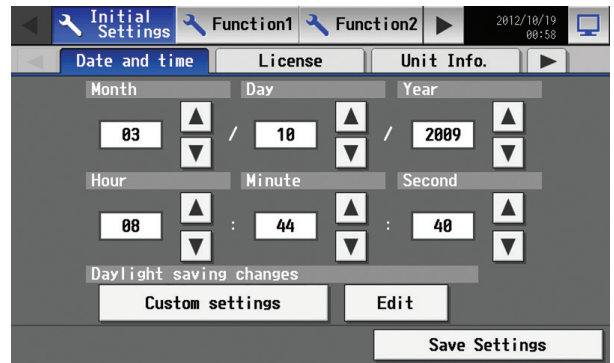 Initial
Settings
Function1
Function2
2012/10/19
00:58
Date and time
License
Unit Info.
Month
Day
Year
03 / 10 / 2009
Hour
Minute
Second
08 : 44 : 40
Daylight saving changes
Custom settings
Edit
Save Settings